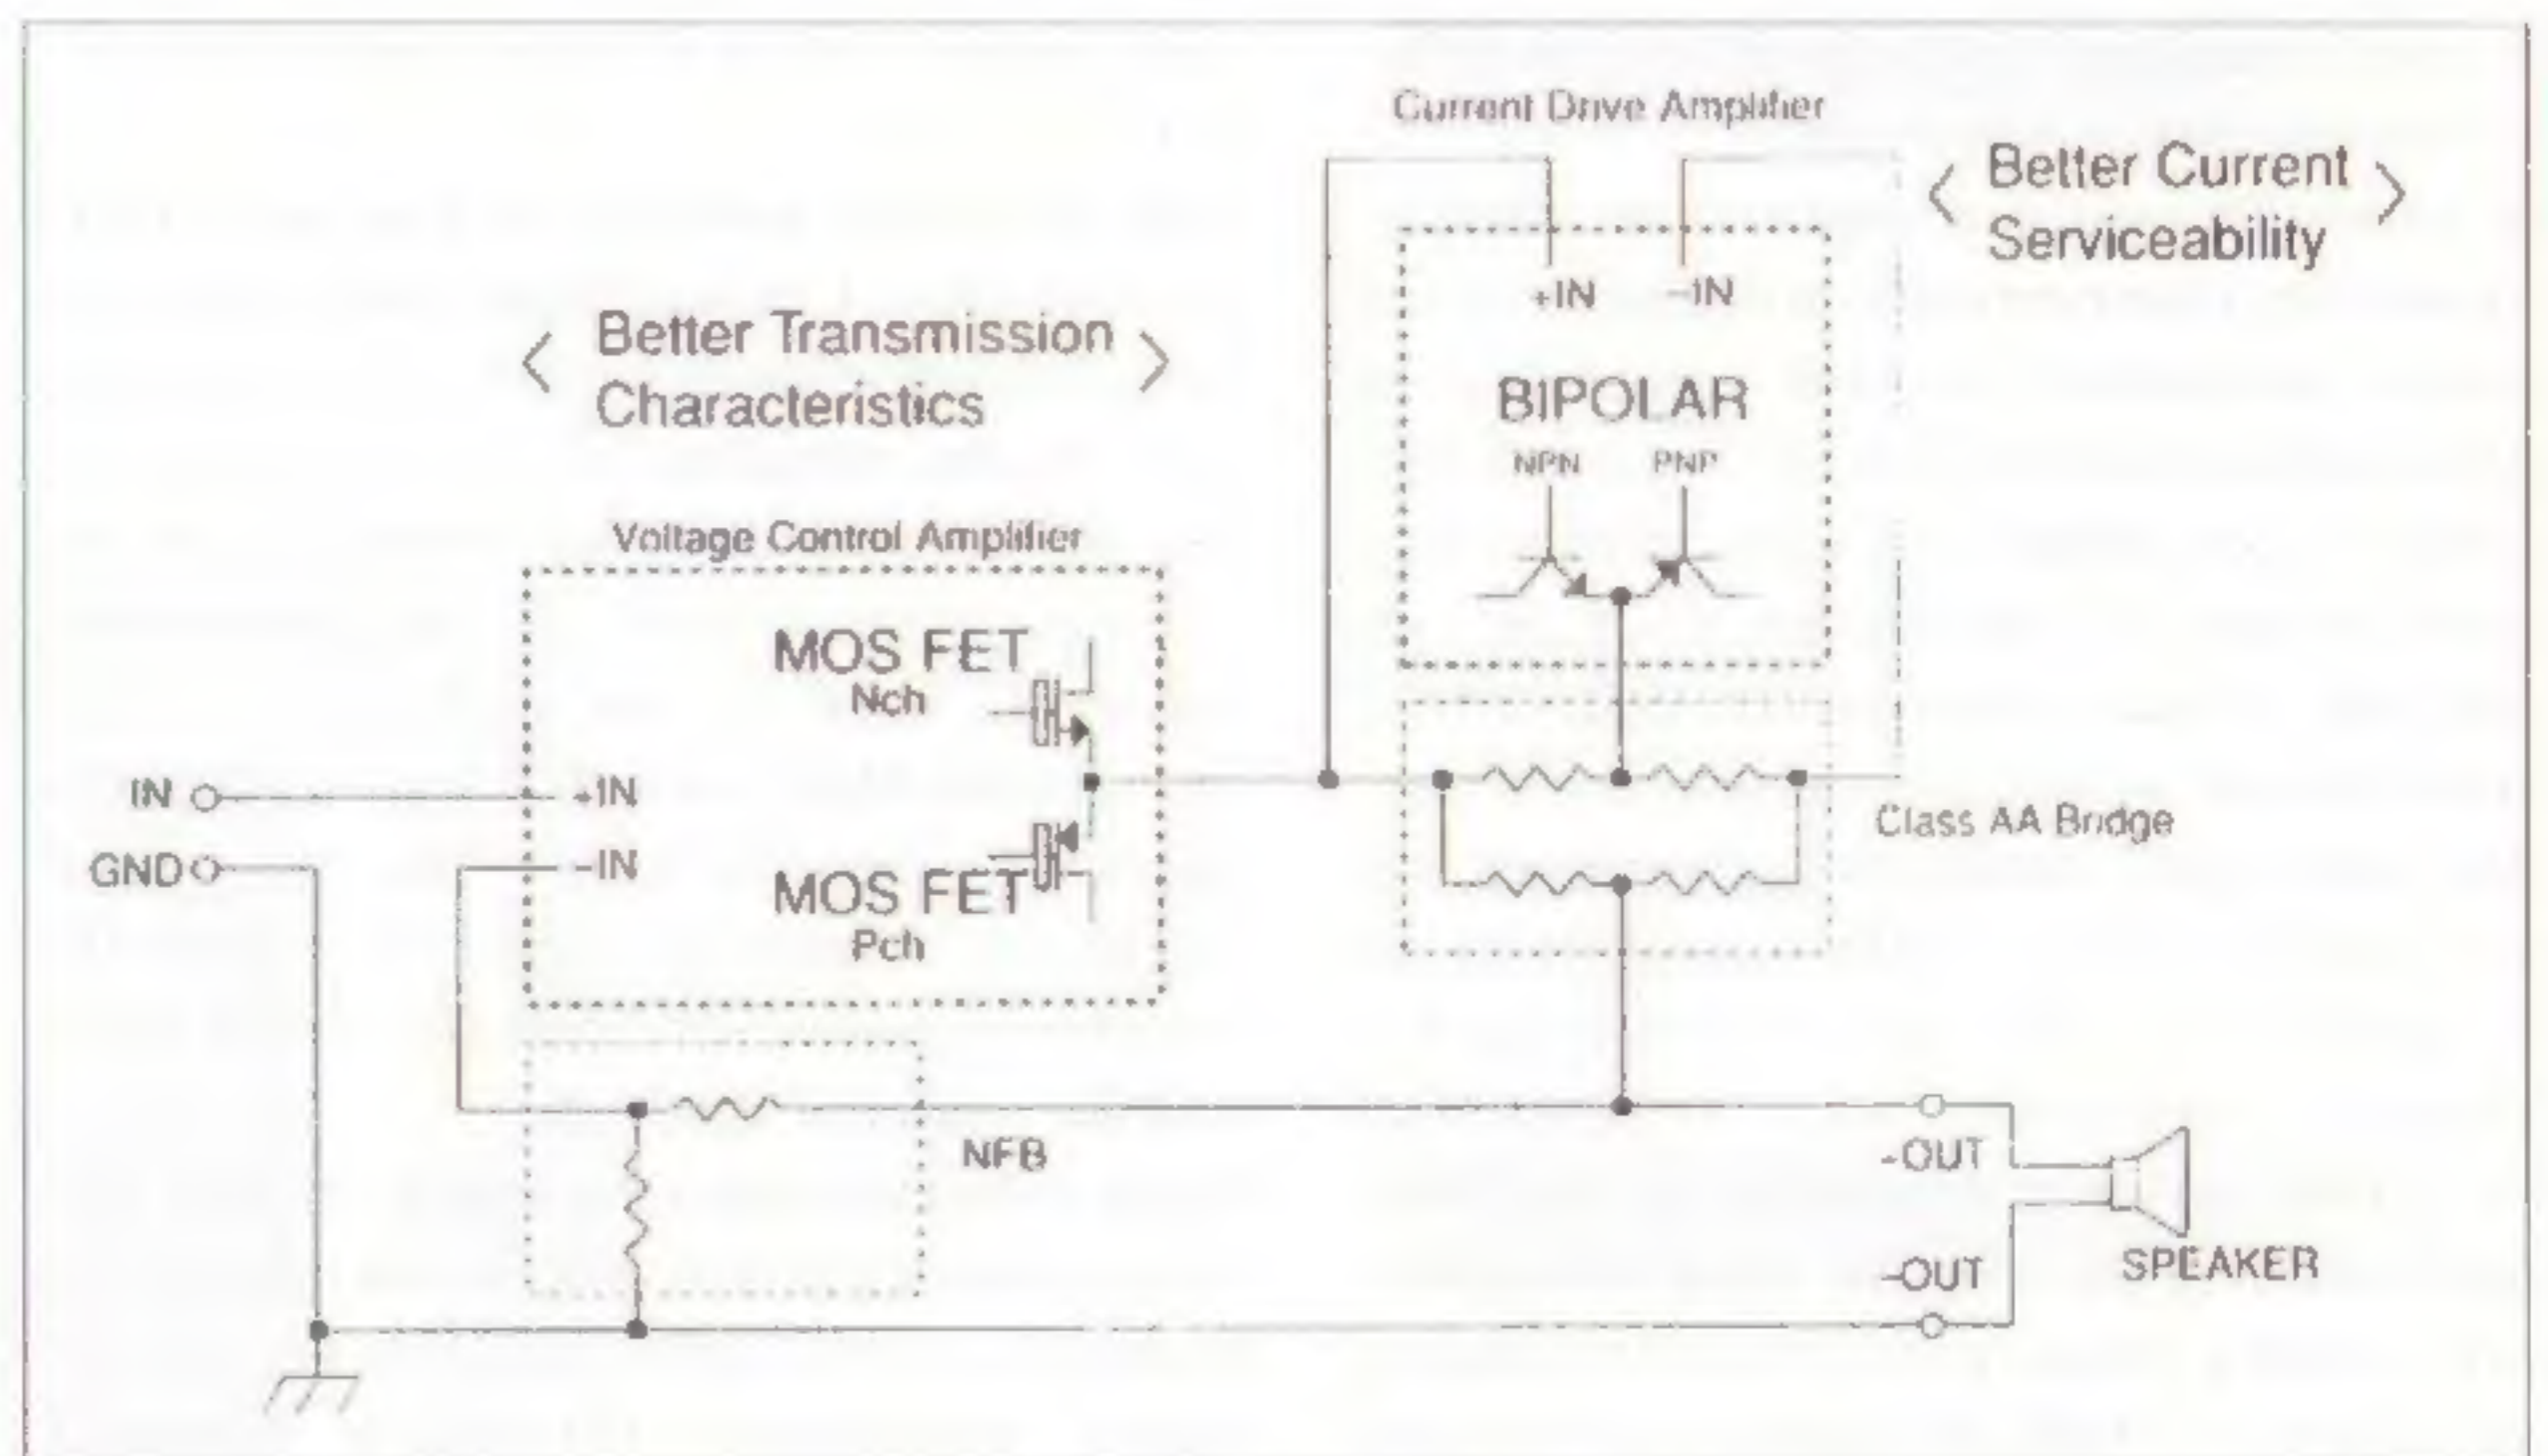 Current Drive Amplifier
< Better Current
Serviceability >
+IN
-IN
< Better Transmission
Characteristics >
BIPOLAR
NPN
PNP
Voltage Control Amplifier
MOS FET
Nch
IN
+IN
GND
-IN
MOS FET
Pch
Class AA Bridge
NFB
-OUT
-OUT
SPEAKER